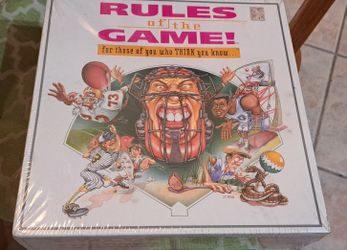 RULES
of the
GAME!
for those of you who THINK you know...